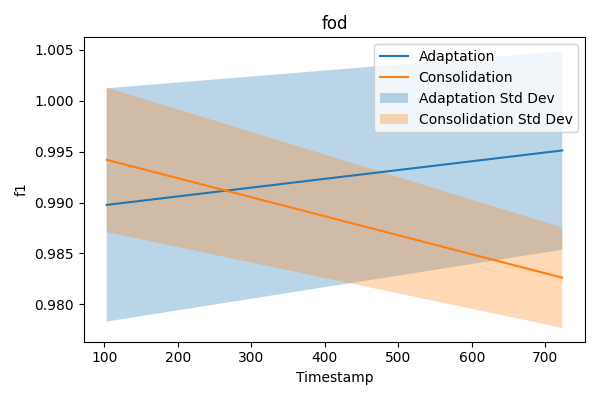 fod
Adaptation
Consolidation
Adaptation Std Dev
Consolidation Std Dev
f1
1.005
1.000
0.995
0.990
0.985
0.980
100 200 300 400 500 600 700
Timestamp